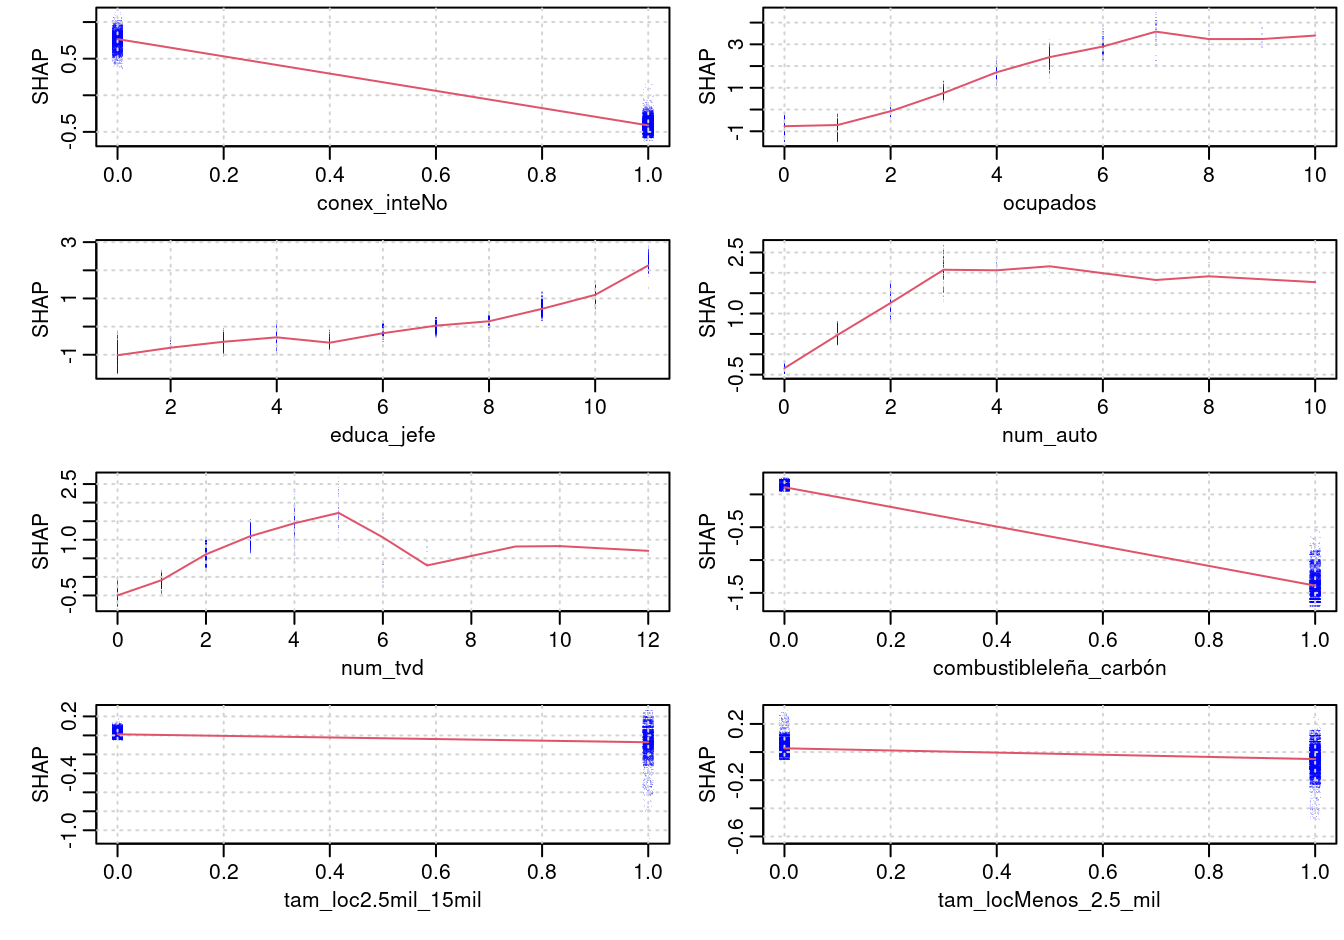 SHAP
0.5
-0.5
0.0 0.2 0.4 0.6 0.8 1.0
conex_inteNo
SHAP
3
1
-1
0 2 4 6 8 10
ocupados
SHAP
3
1
-1
2 4 6 8 10
educa_jefe
SHAP
2.5
1.0
-0.5
0 2 4 6 8 10
num_auto
SHAP
2.5
1.0
-0.5
0 2 4 6 8 10 12
num_tvd
SHAP
-0.5
-1.5
0.0 0.2 0.4 0.6 0.8 1.0
combustibleleña_carbón
SHAP
0.2
-0.4
-1.0
0.0 0.2 0.4 0.6 0.8 1.0
tam_loc2.5mil_15mil
SHAP
0.2
-0.2
-0.6
0.0 0.2 0.4 0.6 0.8 1.0
tam_locMenos_2.5_mil